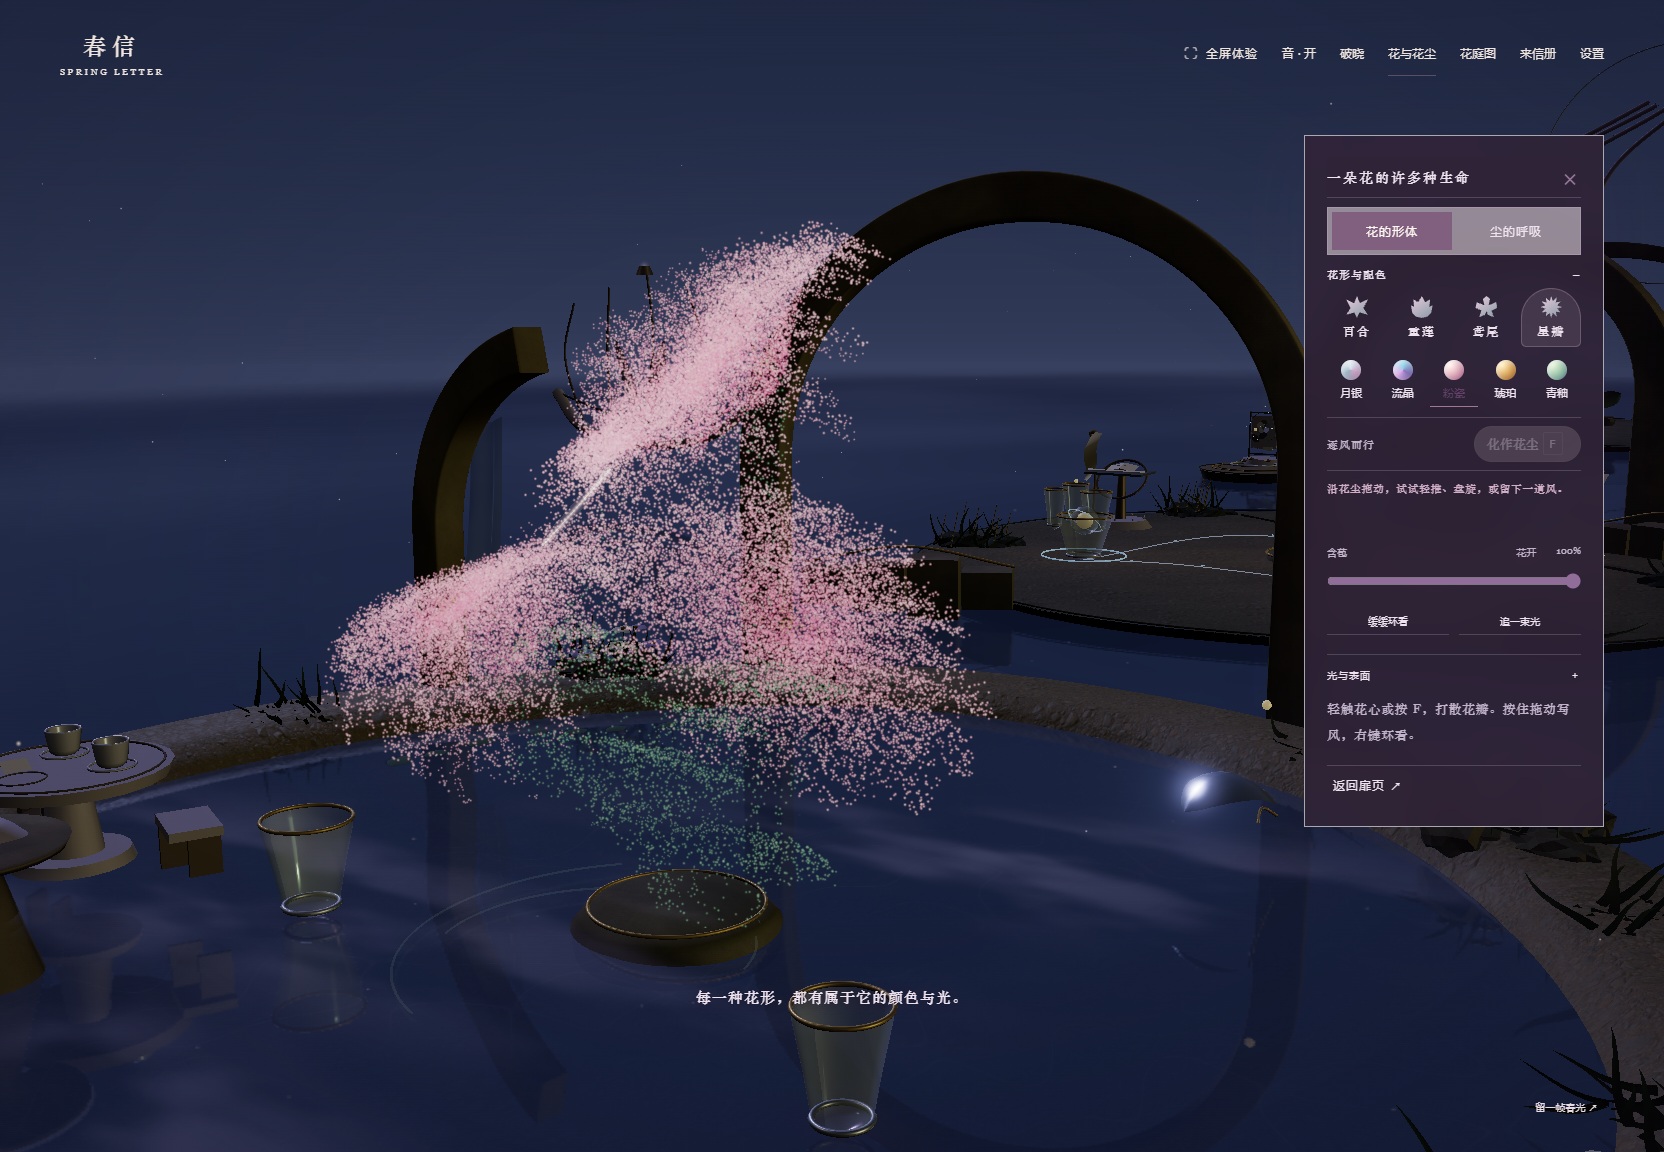 春信
SPRING LETTER
全屏体验 音·开 破晓 花与花尘 花庭图 来信册 设置
一朵花的许多种生命
花的形体 尘的呼吸
花形与配色
百合 重莲 鸢尾 星瓣
月银 流晶 粉瓷 琥珀 青釉
逐风而行 化作花尘 F
沿花尘拖动，试试轻推、盘旋，或留下一道风。
含苞 花开 100%
缓缓环看 追一束光
光与表面
轻触花心或按 F，打散花瓣。按住拖动写
风，右键环看。
返回扉页 ↗
每一种花形，都有属于它的颜色与光。
留一帧春光 ↗